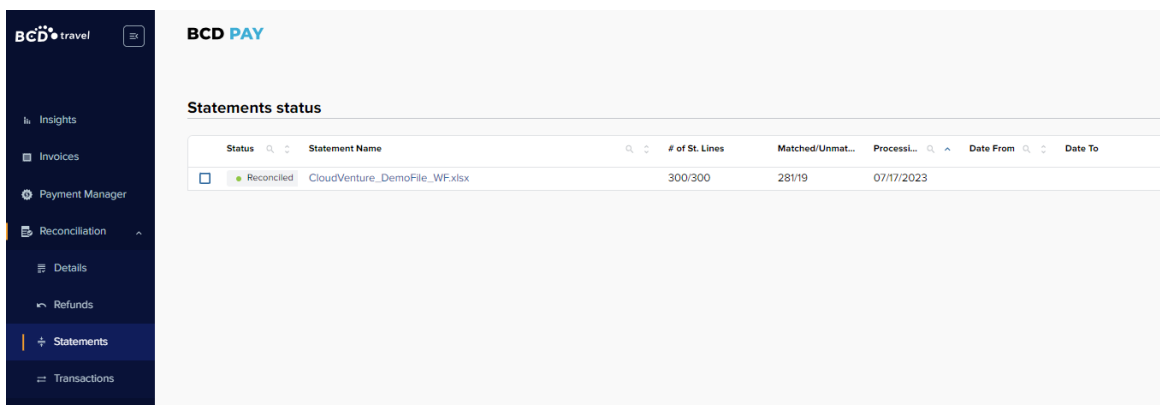 BCD travel
BCD PAY
Insights
Invoices
Payment Manager
Reconciliation
Details
Refunds
Statements
Transactions
Statements status
Status Statement Name # of St. Lines Matched/Unmat... Processi... Date From Date To
Reconciled CloudVenture_DemoFile_WF.xlsx 300/300 281/19 07/17/2023